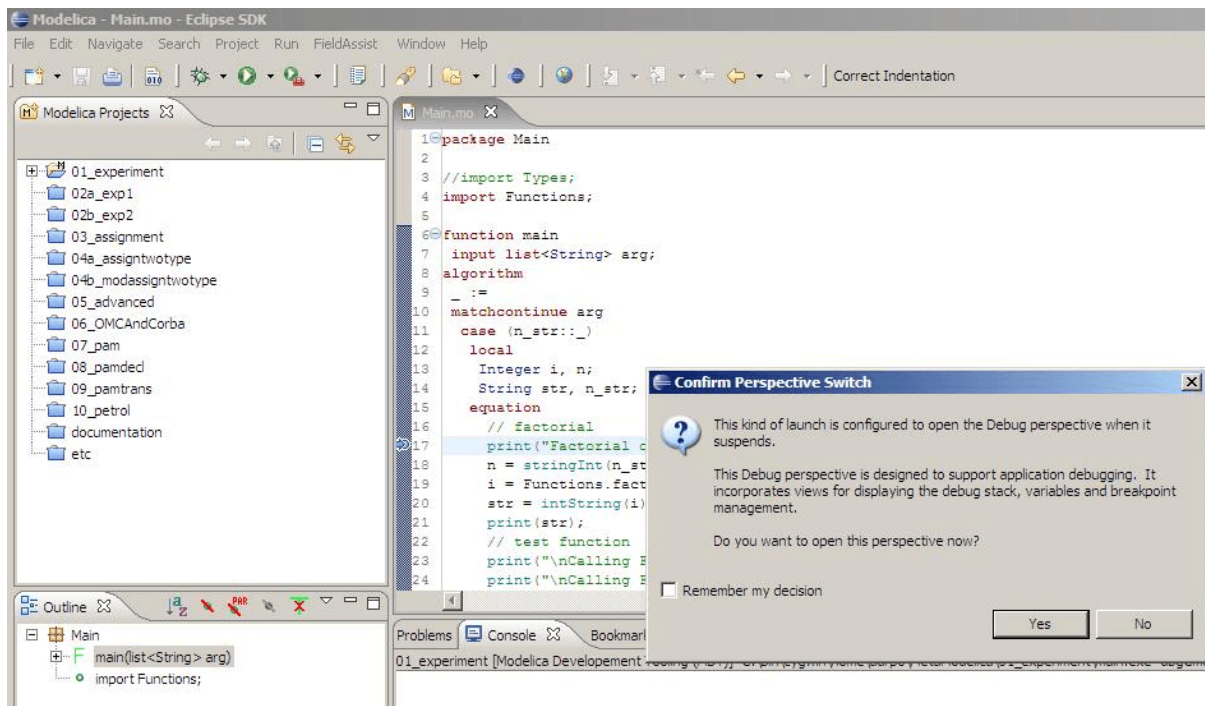 Modelica - Main.mo - Eclipse SDK
File Edit Navigate Search Project Run FieldAssist Window Help
010
Correct Indentation
Modelica Projects
01_experiment
02a_exp1
02b_exp2
03_assignment
04a_assigntwotype
04b_modassigntwotype
05_advanced
06_OMCAndCorba
07_pam
08_pamdecl
09_pamtrans
10_petrol
documentation
etc
Main.mo
1 package Main
2
3 //import Types;
4 import Functions;
5
6 function main
7 input list<String> arg;
8 algorithm
9 _ :=
10 matchcontinue arg
11 case (n_str::_)
12 local
13 Integer i, n;
14 String str, n_str;
15 equation
16 // factorial
17 print("Factorial
18 n = stringInt(n_st
19 i = Functions.fact
20 str = intString(i)
21 print(str);
22 // test function
23 print("\nCalling
24 print("\nCalling
Confirm Perspective Switch
This kind of launch is configured to open the Debug perspective when it
suspends.
This Debug perspective is designed to support application debugging. It
incorporates views for displaying the debug stack, variables and breakpoint
management.
Do you want to open this perspective now?
Remember my decision
Yes No
Outline
Main
main(list<String> arg)
import Functions;
Problems Console Bookmar
01_experiment [Modelica Developement